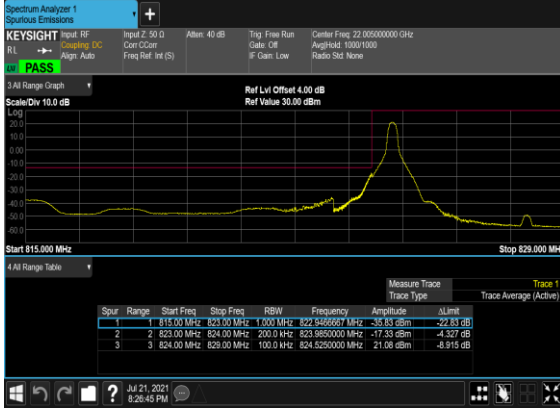 Spectrum Analyzer 1
Spurious Emissions
KEYSIGHT Input: RF Input Z: 50 Ω Atten: 40 dB Trig: Free Run Center Freq: 22.005000000 GHz
RL Coupling: DC Corr CCorr Gate: Off Avg|Hold: 1000/1000
Align: Auto Freq Ref: Int (S) IF Gain: Low Radio Std: None
PASS
3.All Range Graph
Ref Lvl Offset 4.00 dB
Scale/Div 10.0 dB Ref Value 30.00 dBm
Log
20.0
10.0
0.00
-10.0
-20.0
-30.0
-40.0
-50.0
-60.0
Start 815.000 MHz Stop 829.000 MH
4.All Range Table
Measure Trace Trace 1
Trace Type Trace Average (Active)
Spur Range Start Freq Stop Freq RBW Frequency Amplitude ΔLimit
1 1 815.00 MHz 823.00 MHz 1.000 MHz 822.9466667 MHz -35.83 dBm -22.83 dB
2 2 823.00 MHz 824.00 MHz 200.0 kHz 823.9850000 MHz -17.33 dBm -4.327 dB
3 3 824.00 MHz 829.00 MHz 100.0 kHz 824.5250000 MHz 21.08 dBm -8.915 dB
? Jul 21, 2021
8:26:45 PM